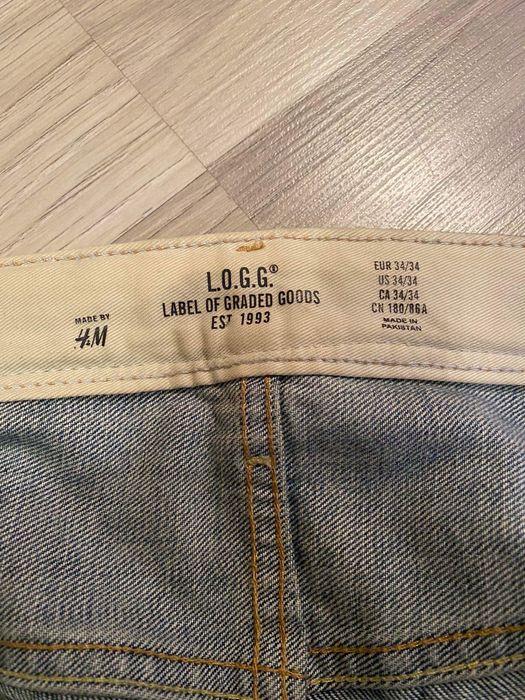 MADE BY
H&M
L.O.G.G.®
LABEL OF GRADED GOODS
EST 1993
EUR 34/34
US 34/34
CA 34/34
CN 180/86A
MADE IN
PAKISTAN